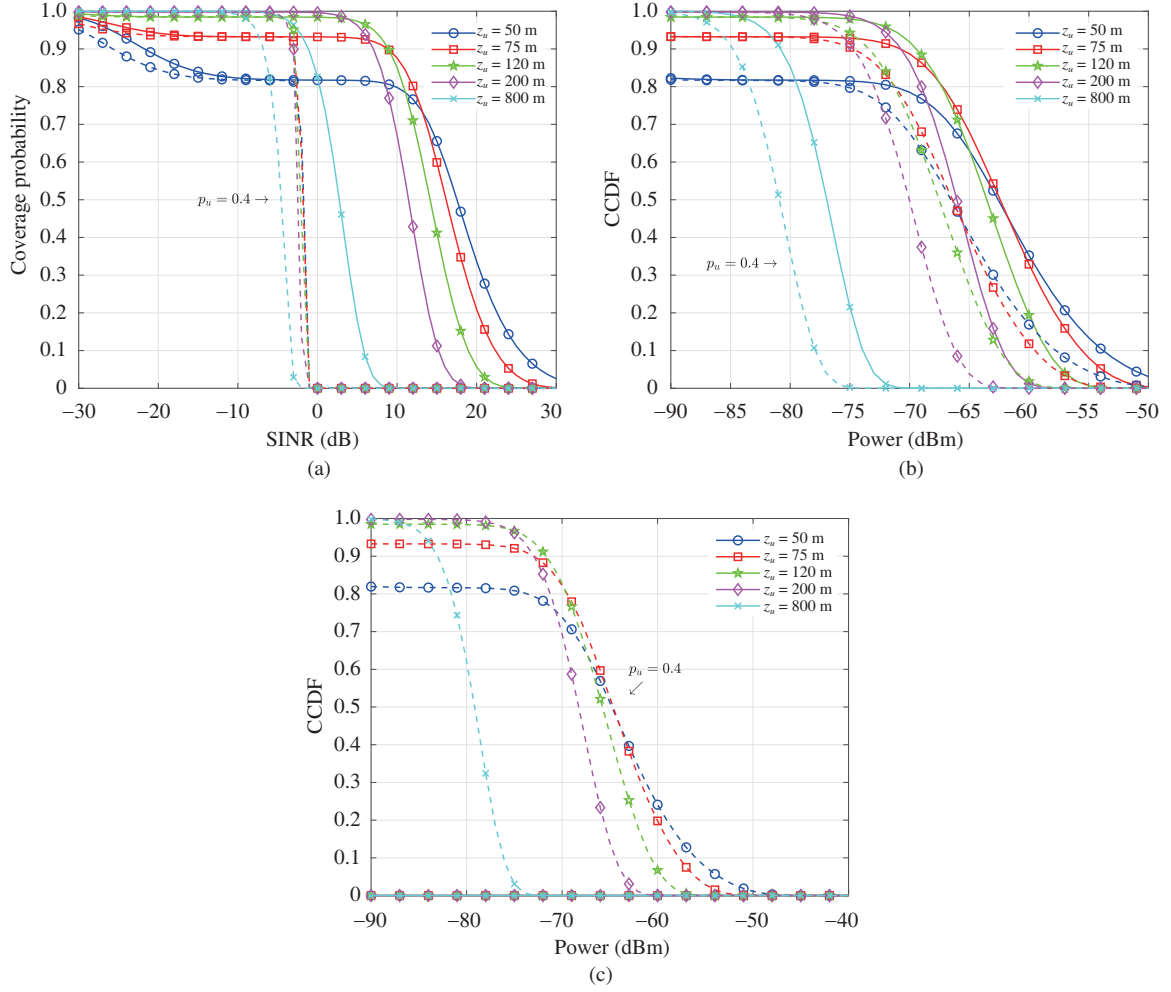 1.0
0.9
0.8
0.7
0.6
0.5
0.4
0.3
0.2
0.1
0
Coverage probability
−30
−20
−10
0
10
20
30
SINR (dB)
z_u = 50 m
z_u = 75 m
z_u = 120 m
z_u = 200 m
z_u = 800 m
p_u = 0.4 →
(a)
1.0
0.9
0.8
0.7
0.6
0.5
0.4
0.3
0.2
0.1
0
CCDF
−90
−85
−80
−75
−70
−65
−60
−55
−50
Power (dBm)
z_u = 50 m
z_u = 75 m
z_u = 120 m
z_u = 200 m
z_u = 800 m
p_u = 0.4 →
(b)
1.0
0.9
0.8
0.7
0.6
0.5
0.4
0.3
0.2
0.1
0
CCDF
−90
−80
−70
−60
−50
−40
Power (dBm)
z_u = 50 m
z_u = 75 m
z_u = 120 m
z_u = 200 m
z_u = 800 m
p_u = 0.4
↙
(c)